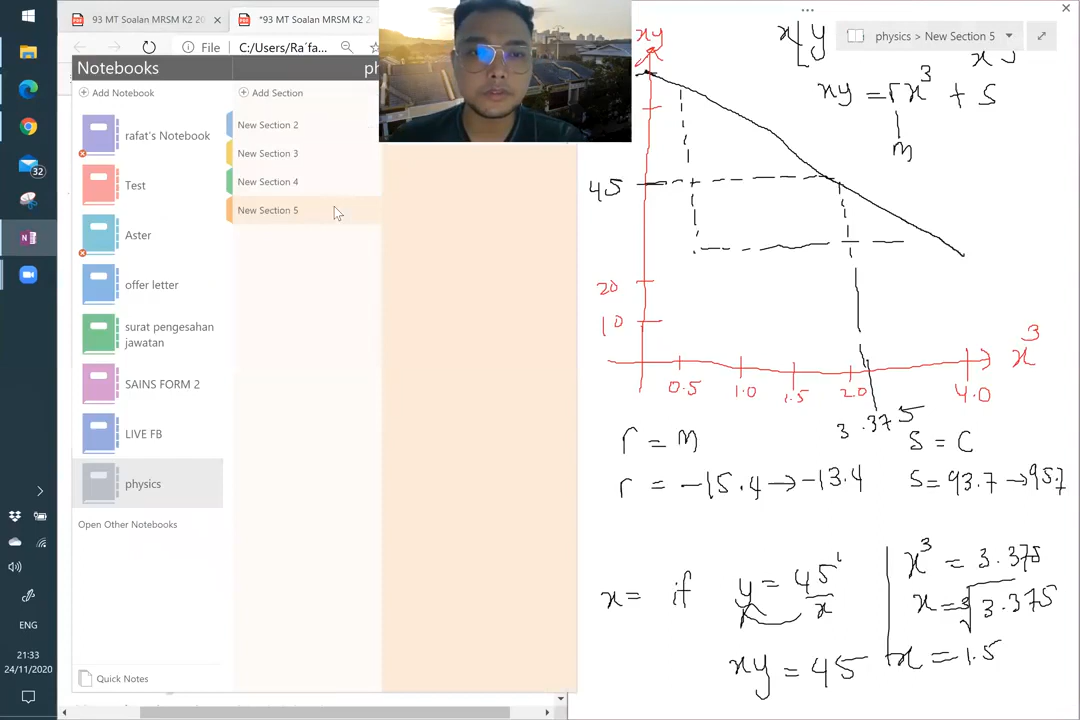 93 MT Soalan MRSM K2 20
*93 MT Soalan MRSM K2 20
File
C:/Users/Ra´fa...
physics > New Section 5
Notebooks
ph
Add Notebook
Add Section
rafat's Notebook
Test
Aster
offer letter
surat pengesahan
jawatan
SAINS FORM 2
LIVE FB
physics
Open Other Notebooks
Quick Notes
New Section 2
New Section 3
New Section 4
New Section 5
32
ENG
21:33
24/11/2020
xy
x[y
xy = rx³ + s
m
45
20
10
0.5
1.0
1.5
2.0
4.0
x³
3.375
r = m
s = c
r = -15.4 → -13.4
s = 93.7 → 95.7
x = if y = 45/x
xy = 45
x³ = 3.375
x = ³√3.375
x = 1.5